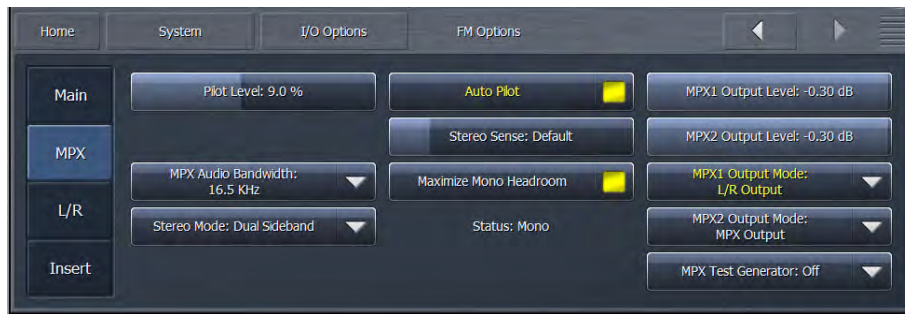 Home
System
I/O Options
FM Options
Main
MPX
L/R
Insert
Pilot Level: 9.0 %
MPX Audio Bandwidth:
16.5 KHz
Stereo Mode: Dual Sideband
Auto Pilot
Stereo Sense: Default
Maximize Mono Headroom
Status: Mono
MPX1 Output Level: -0.30 dB
MPX2 Output Level: -0.30 dB
MPX1 Output Mode:
L/R Output
MPX2 Output Mode:
MPX Output
MPX Test Generator: Off